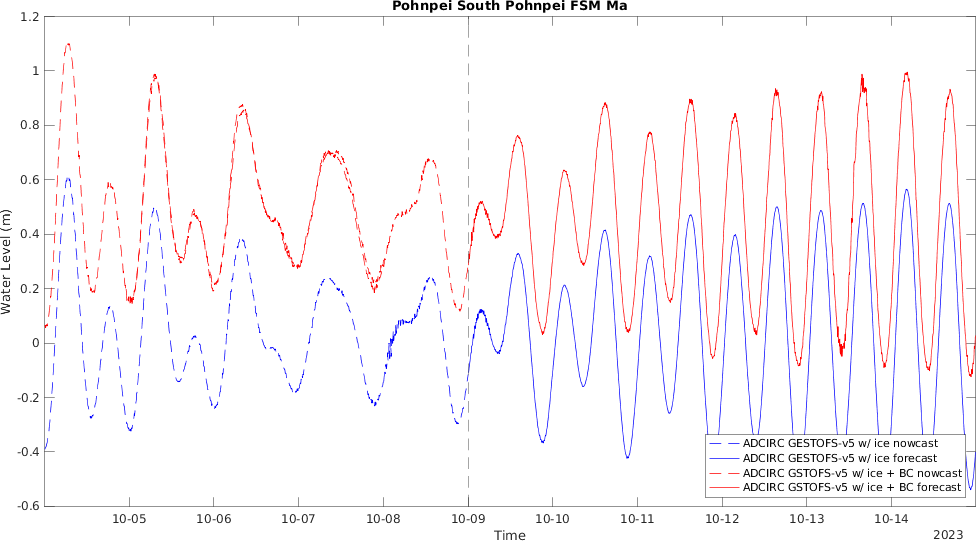 Pohnpei South Pohnpei FSM Ma
1.2
1
0.8
0.6
0.4
0.2
0
-0.2
-0.4
-0.6
Water Level (m)
ADCIRC GESTOFS-v5 w/ ice nowcast
ADCIRC GESTOFS-v5 w/ ice forecast
ADCIRC GSTOFS-v5 w/ ice + BC nowcast
ADCIRC GSTOFS-v5 w/ ice + BC forecast
10-05 10-06 10-07 10-08 10-09 10-10 10-11 10-12 10-13 10-14
Time
2023